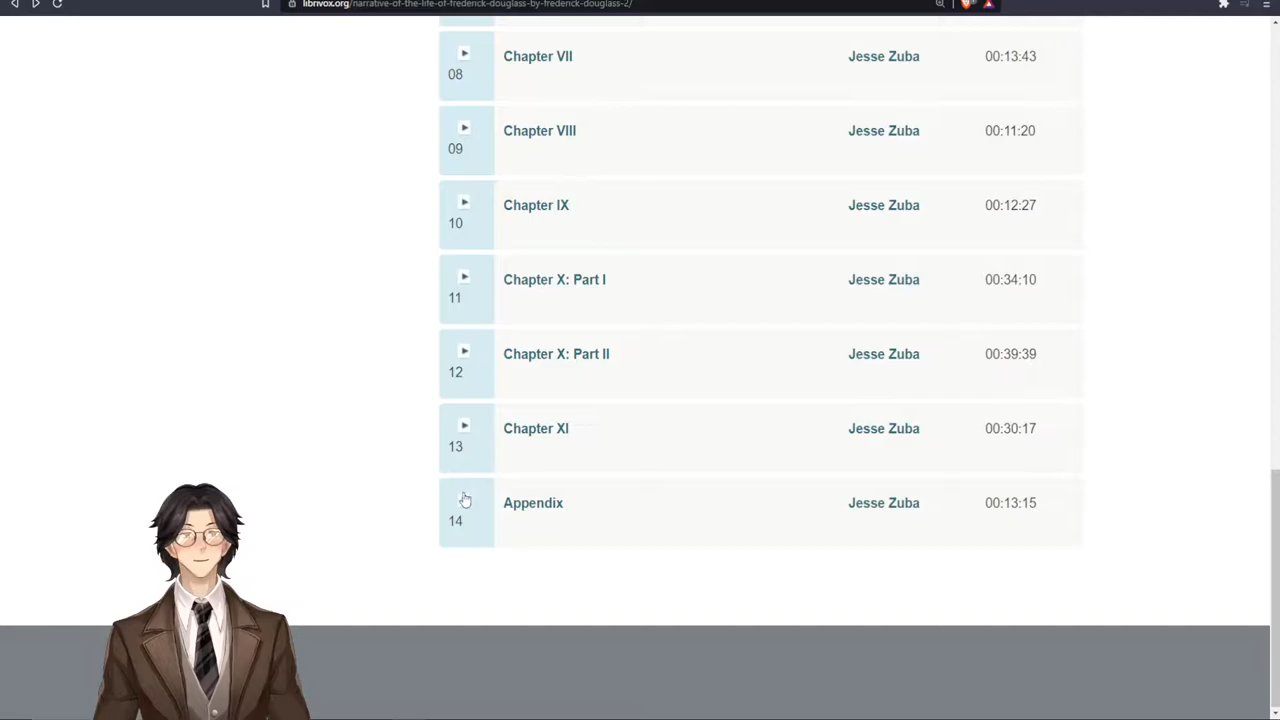 librivox.org/narrative-of-the-life-of-frederick-douglass-by-frederick-douglass-2/
08 Chapter VII Jesse Zuba 00:13:43
09 Chapter VIII Jesse Zuba 00:11:20
10 Chapter IX Jesse Zuba 00:12:27
11 Chapter X: Part I Jesse Zuba 00:34:10
12 Chapter X: Part II Jesse Zuba 00:39:39
13 Chapter XI Jesse Zuba 00:30:17
14 Appendix Jesse Zuba 00:13:15